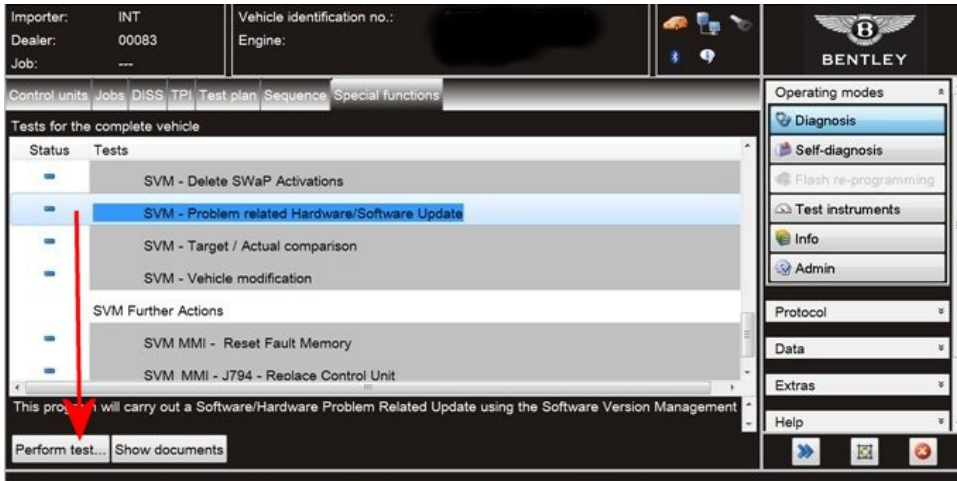 Importer: INT
Dealer: 00083
Job: ---
Vehicle identification no.:
Engine:
BENTLEY
Control units Jobs DISS TPI Test plan Sequence Special functions
Tests for the complete vehicle
Status Tests
SVM - Delete SWaP Activations
SVM - Problem related Hardware/Software Update
SVM - Target / Actual comparison
SVM - Vehicle modification
SVM Further Actions
SVM MMI - Reset Fault Memory
SVM MMI - J794 - Replace Control Unit
This program will carry out a Software/Hardware Problem Related Update using the Software Version Management
Perform test... Show documents
Operating modes
Diagnosis
Self-diagnosis
Flash re-programming
Test instruments
Info
Admin
Protocol
Data
Extras
Help